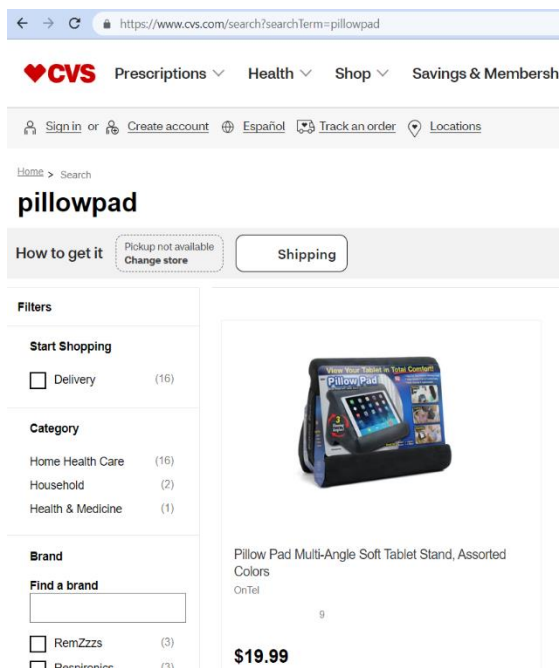 https://www.cvs.com/search?searchTerm=pillowpad
CVS Prescriptions Health Shop Savings & Membersh
Sign in or Create account Español Track an order Locations
Home > Search
pillowpad
How to get it
Pickup not available
Change store
Shipping
Filters
Start Shopping
Delivery (16)
Category
Home Health Care (16)
Household (2)
Health & Medicine (1)
Brand
Find a brand
RemZzzs (3)
Respironics (3)
View Your Tablet in Total Comfort!
Pillow Pad
3
Pillow Pad Multi-Angle Soft Tablet Stand, Assorted
Colors
OnTel
9
$19.99